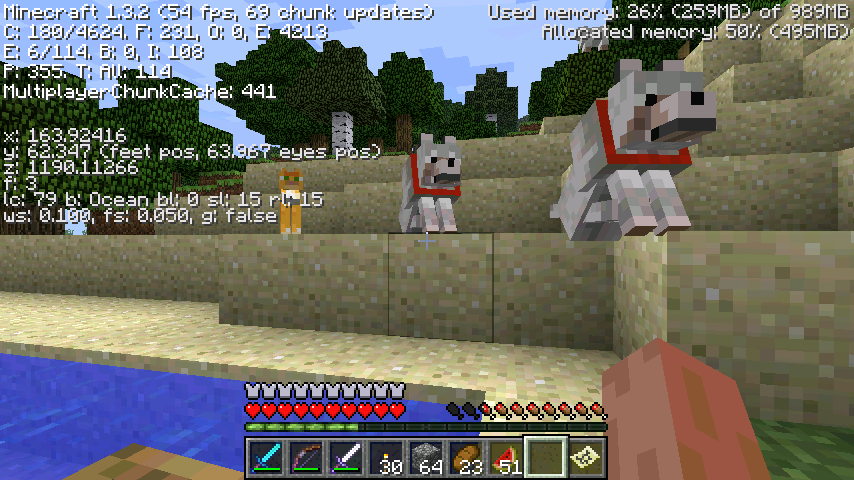 Minecraft 1.3.2 (54 fps, 69 chunk updates)
Used memory: 26% (259MB) of 989MB
C: 180/4624, F: 231, O: 0, E: 4213
Allocated memory: 50% (495MB)
E: 6/114, B: 0, I: 108
P: 355, T: All: 114
MultiplayerChunkCache: 441
x: 163.92416
y: 62.347 (feet pos, 63.967 eyes pos)
z: 1190.11266
f: 3
lc: 79 b: Ocean bl: 0 sl: 15 rl: 15
ws: 0.100, fs: 0.050, g: false
30 64 23 51